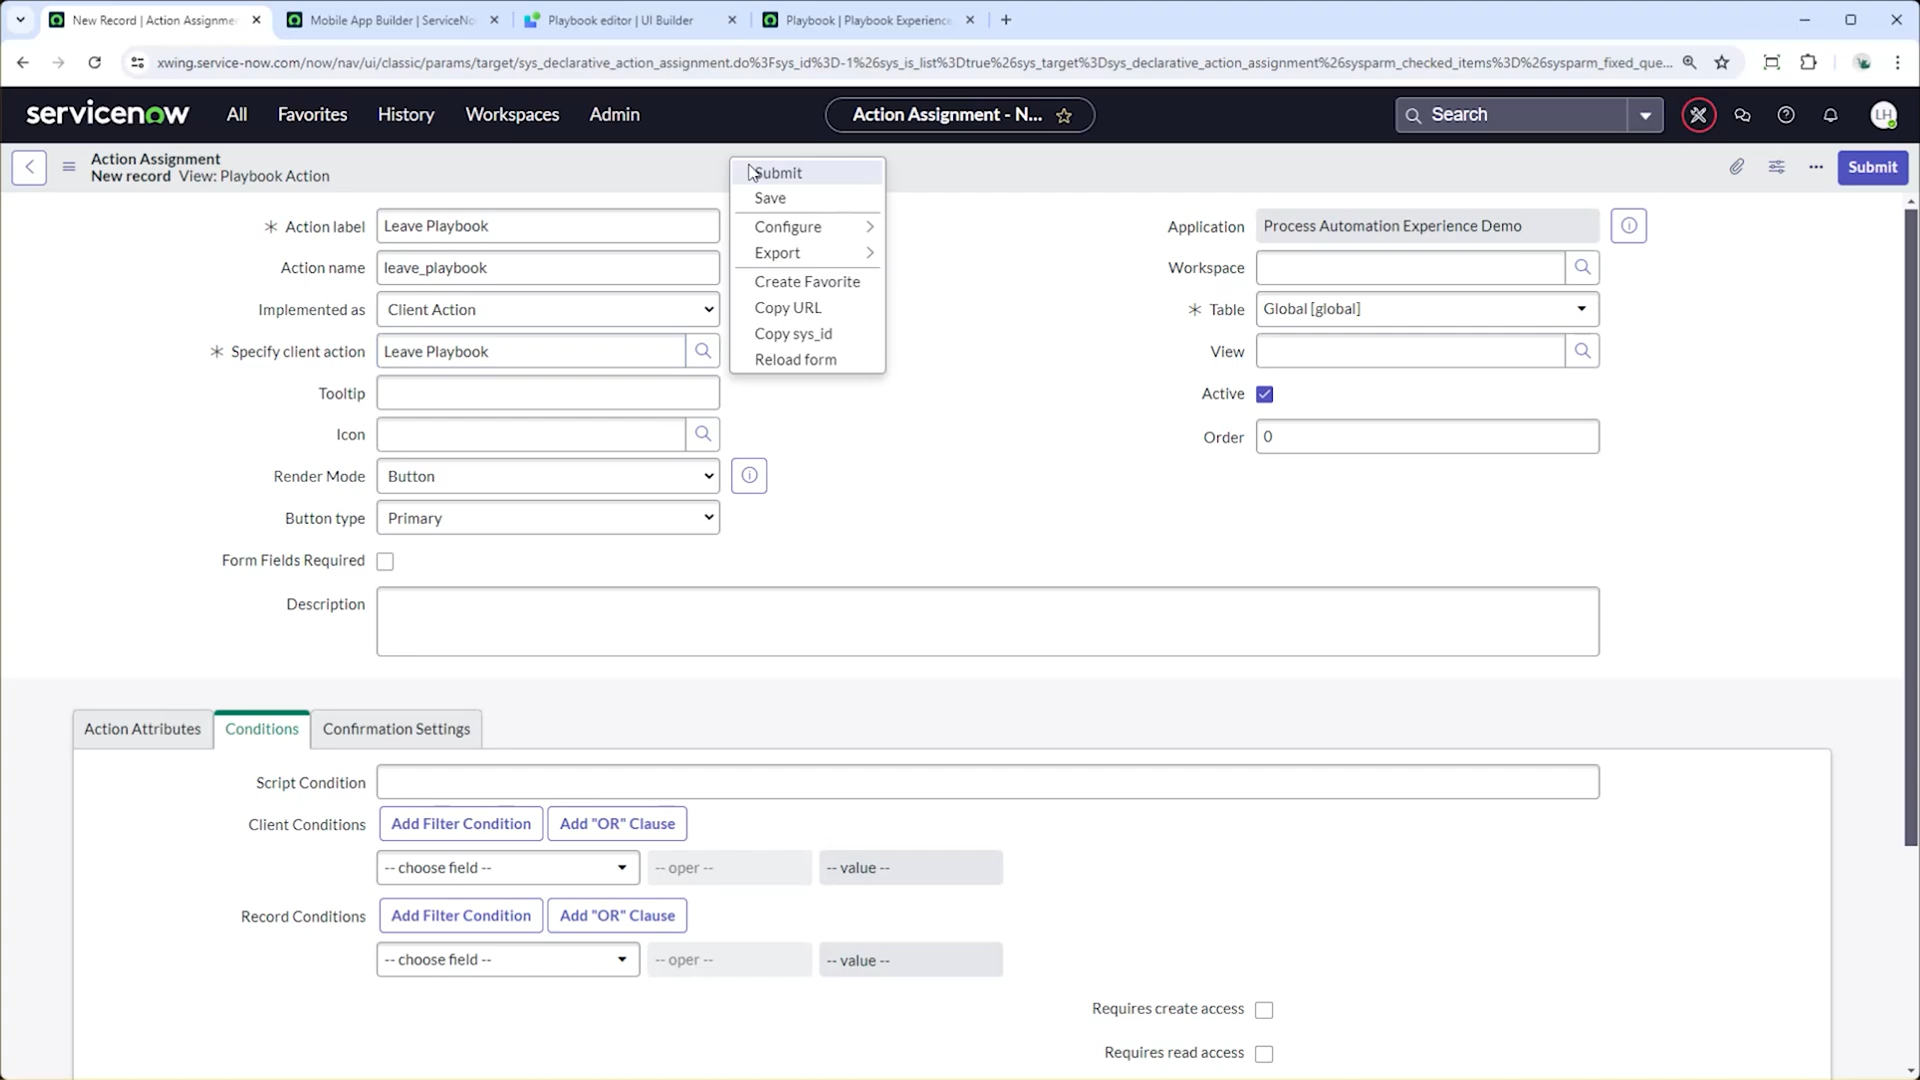 New Record | Action Assignmen
Mobile App Builder | ServiceNo
Playbook editor | UI Builder
Playbook | Playbook Experience
xwing.service-now.com/now/nav/ui/classic/params/target/sys_declarative_action_assignment.do%3Fsys_id%3D-1%26sys_is_list%3Dtrue%26sys_target%3Dsys_declarative_action_assignment%26sysparm_checked_items%3D%26sysparm_fixed_que...
servicenow
All
Favorites
History
Workspaces
Admin
Action Assignment - N...
Search
LH
Action Assignment
New record View: Playbook Action
Submit
Submit
Save
Configure
Export
Create Favorite
Copy URL
Copy sys_id
Reload form
Action label
Leave Playbook
Action name
leave_playbook
Implemented as
Client Action
Specify client action
Leave Playbook
Tooltip
Icon
Render Mode
Button
Button type
Primary
Form Fields Required
Description
Application
Process Automation Experience Demo
Workspace
Table
Global [global]
View
Active
Order
0
Action Attributes
Conditions
Confirmation Settings
Script Condition
Client Conditions
Add Filter Condition
Add "OR" Clause
-- choose field --
-- oper --
-- value --
Record Conditions
Add Filter Condition
Add "OR" Clause
-- choose field --
-- oper --
-- value --
Requires create access
Requires read access